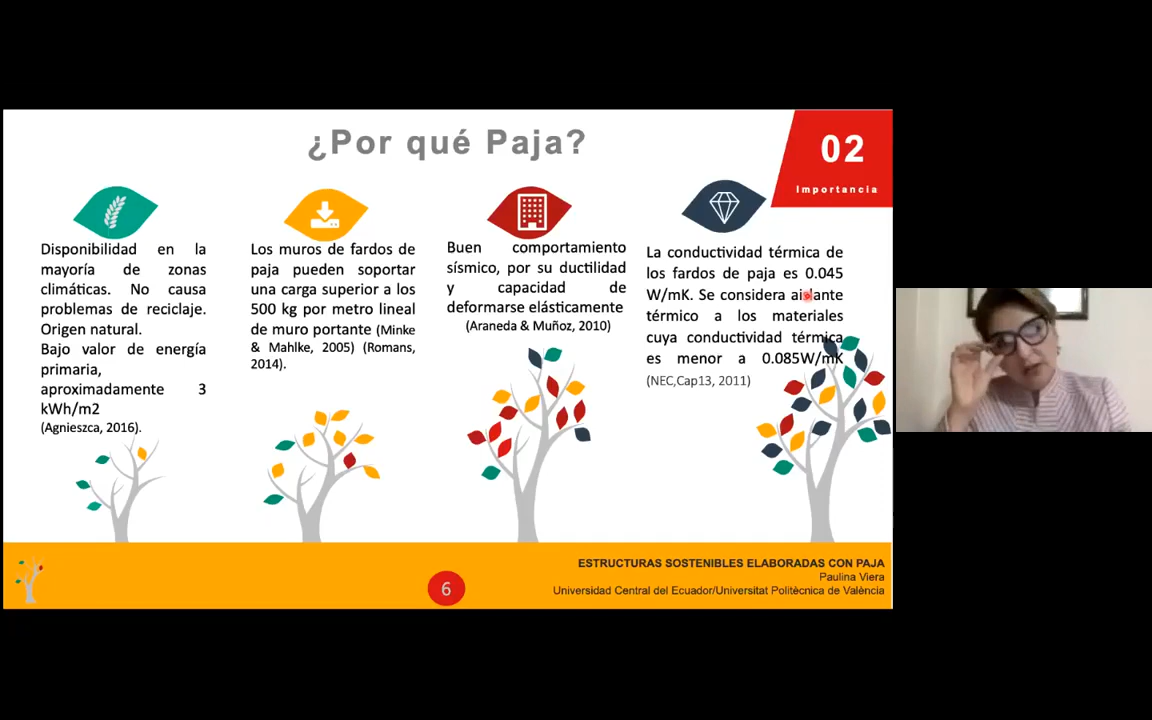 ¿Por qué Paja?
02
Importancia
Disponibilidad en la
mayoría de zonas
climáticas. No causa
problemas de reciclaje.
Origen natural.
Bajo valor de energía
primaria,
aproximadamente 3
kWh/m2
(Agnieszca, 2016).
Los muros de fardos de
paja pueden soportar
una carga superior a los
500 kg por metro lineal
de muro portante (Minke
& Mahlke, 2005) (Romans,
2014).
Buen comportamiento
sísmico, por su ductilidad
y capacidad de
deformarse elásticamente
(Araneda & Muñoz, 2010)
La conductividad térmica de
los fardos de paja es 0.045
W/mK. Se considera aislante
térmico a los materiales
cuya conductividad térmica
es menor a 0.085W/mK
(NEC,Cap13, 2011)
6
ESTRUCTURAS SOSTENIBLES ELABORADAS CON PAJA
Paulina Viera
Universidad Central del Ecuador/Universitat Politècnica de València